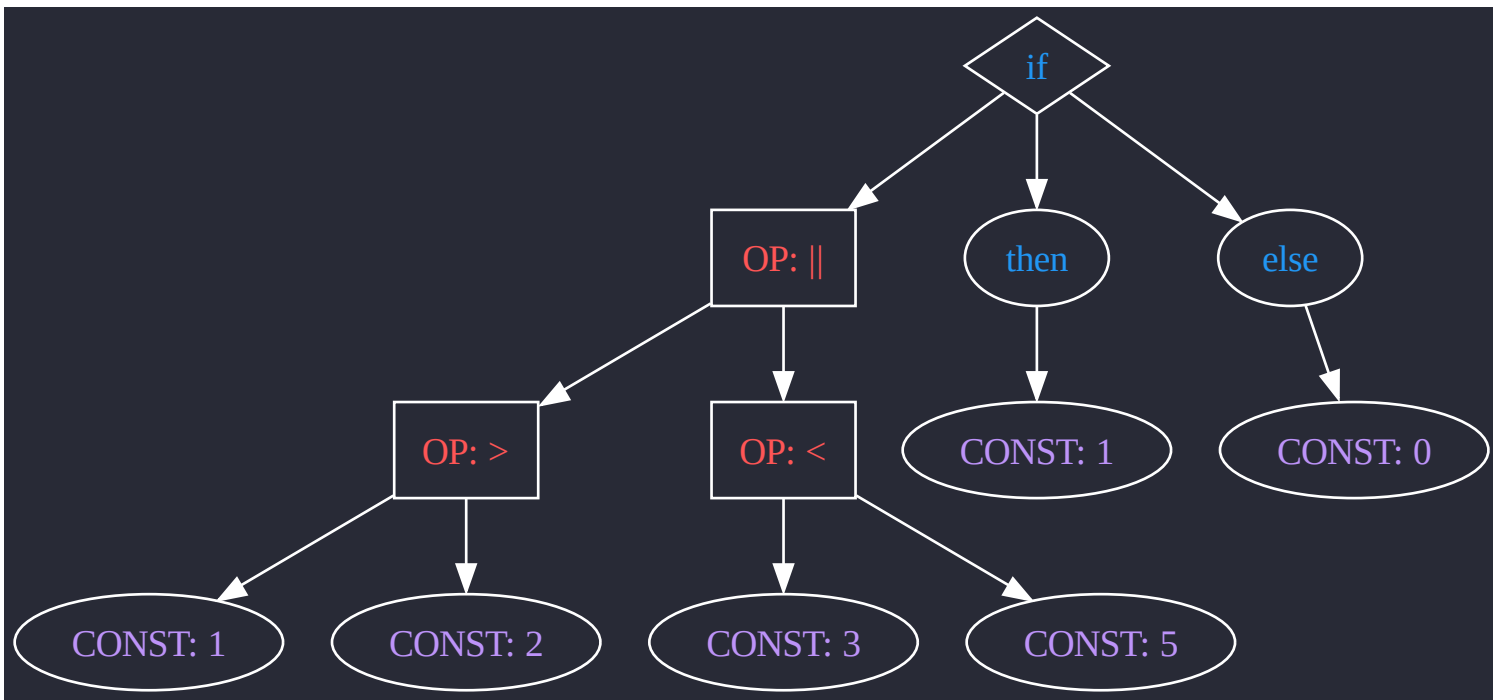 if
OP: ||
then
else
OP: >
OP: <
CONST: 1
CONST: 0
CONST: 1
CONST: 2
CONST: 3
CONST: 5